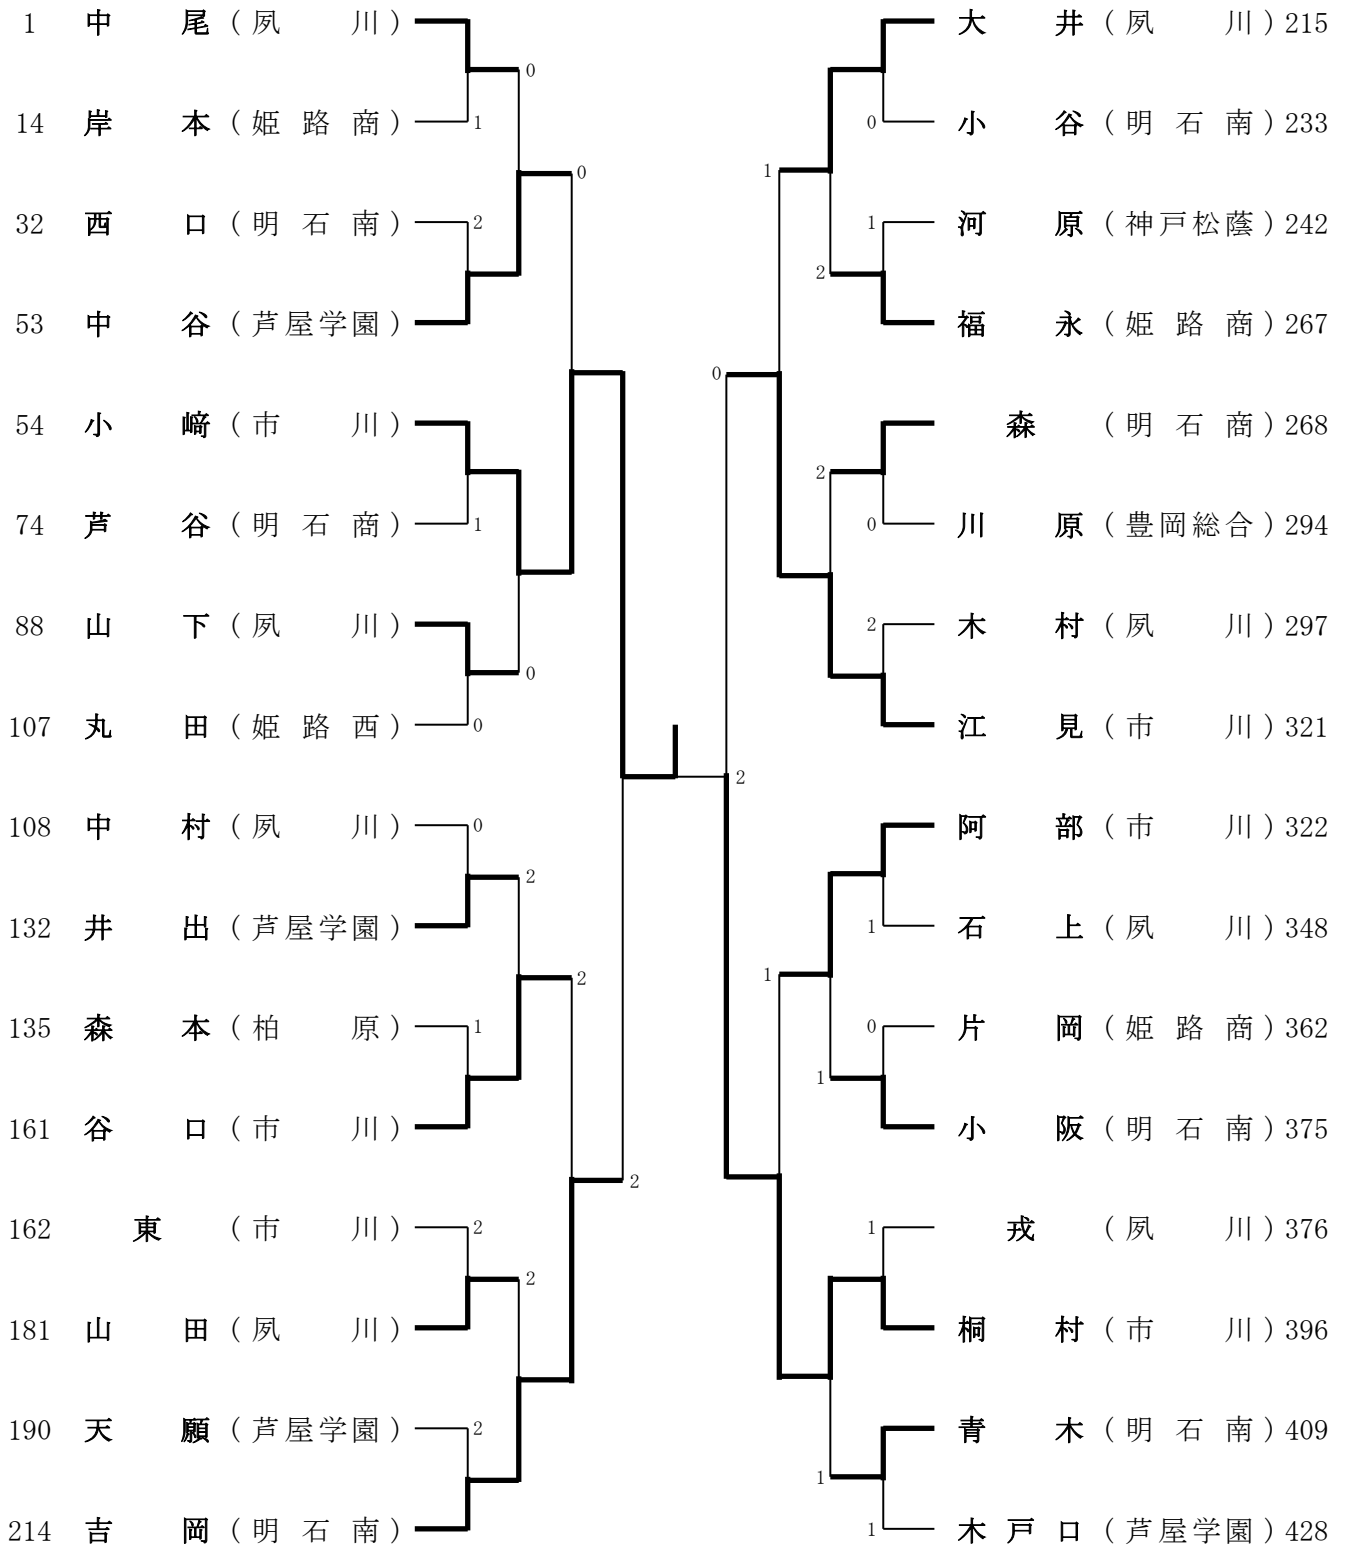 1 中尾 (夙川)
0
14 岸本 (姫路商) 1
0
32 西口 (明石南) 2
53 中谷 (芦屋学園)
54 小﨑 (市川)
74 芦谷 (明石商) 1
88 山下 (夙川)
0
107 丸田 (姫路西) 0
108 中村 (夙川) 0
2
132 井出 (芦屋学園)
2
135 森本 (柏原) 1
161 谷口 (市川)
2
162 東 (市川) 2
2
181 山田 (夙川)
190 天願 (芦屋学園) 2
214 吉岡 (明石南)
2
大井 (夙川) 215
0 小谷 (明石南) 233
1
1 河原 (神戸松蔭) 242
2
福永 (姫路商) 267
0
森 (明石商) 268
2
0 川原 (豊岡総合) 294
2 木村 (夙川) 297
江見 (市川) 321
阿部 (市川) 322
1 石上 (夙川) 348
1
0 片岡 (姫路商) 362
1
小阪 (明石南) 375
1 戎 (夙川) 376
桐村 (市川) 396
青木 (明石南) 409
1
1 木戸口 (芦屋学園) 428